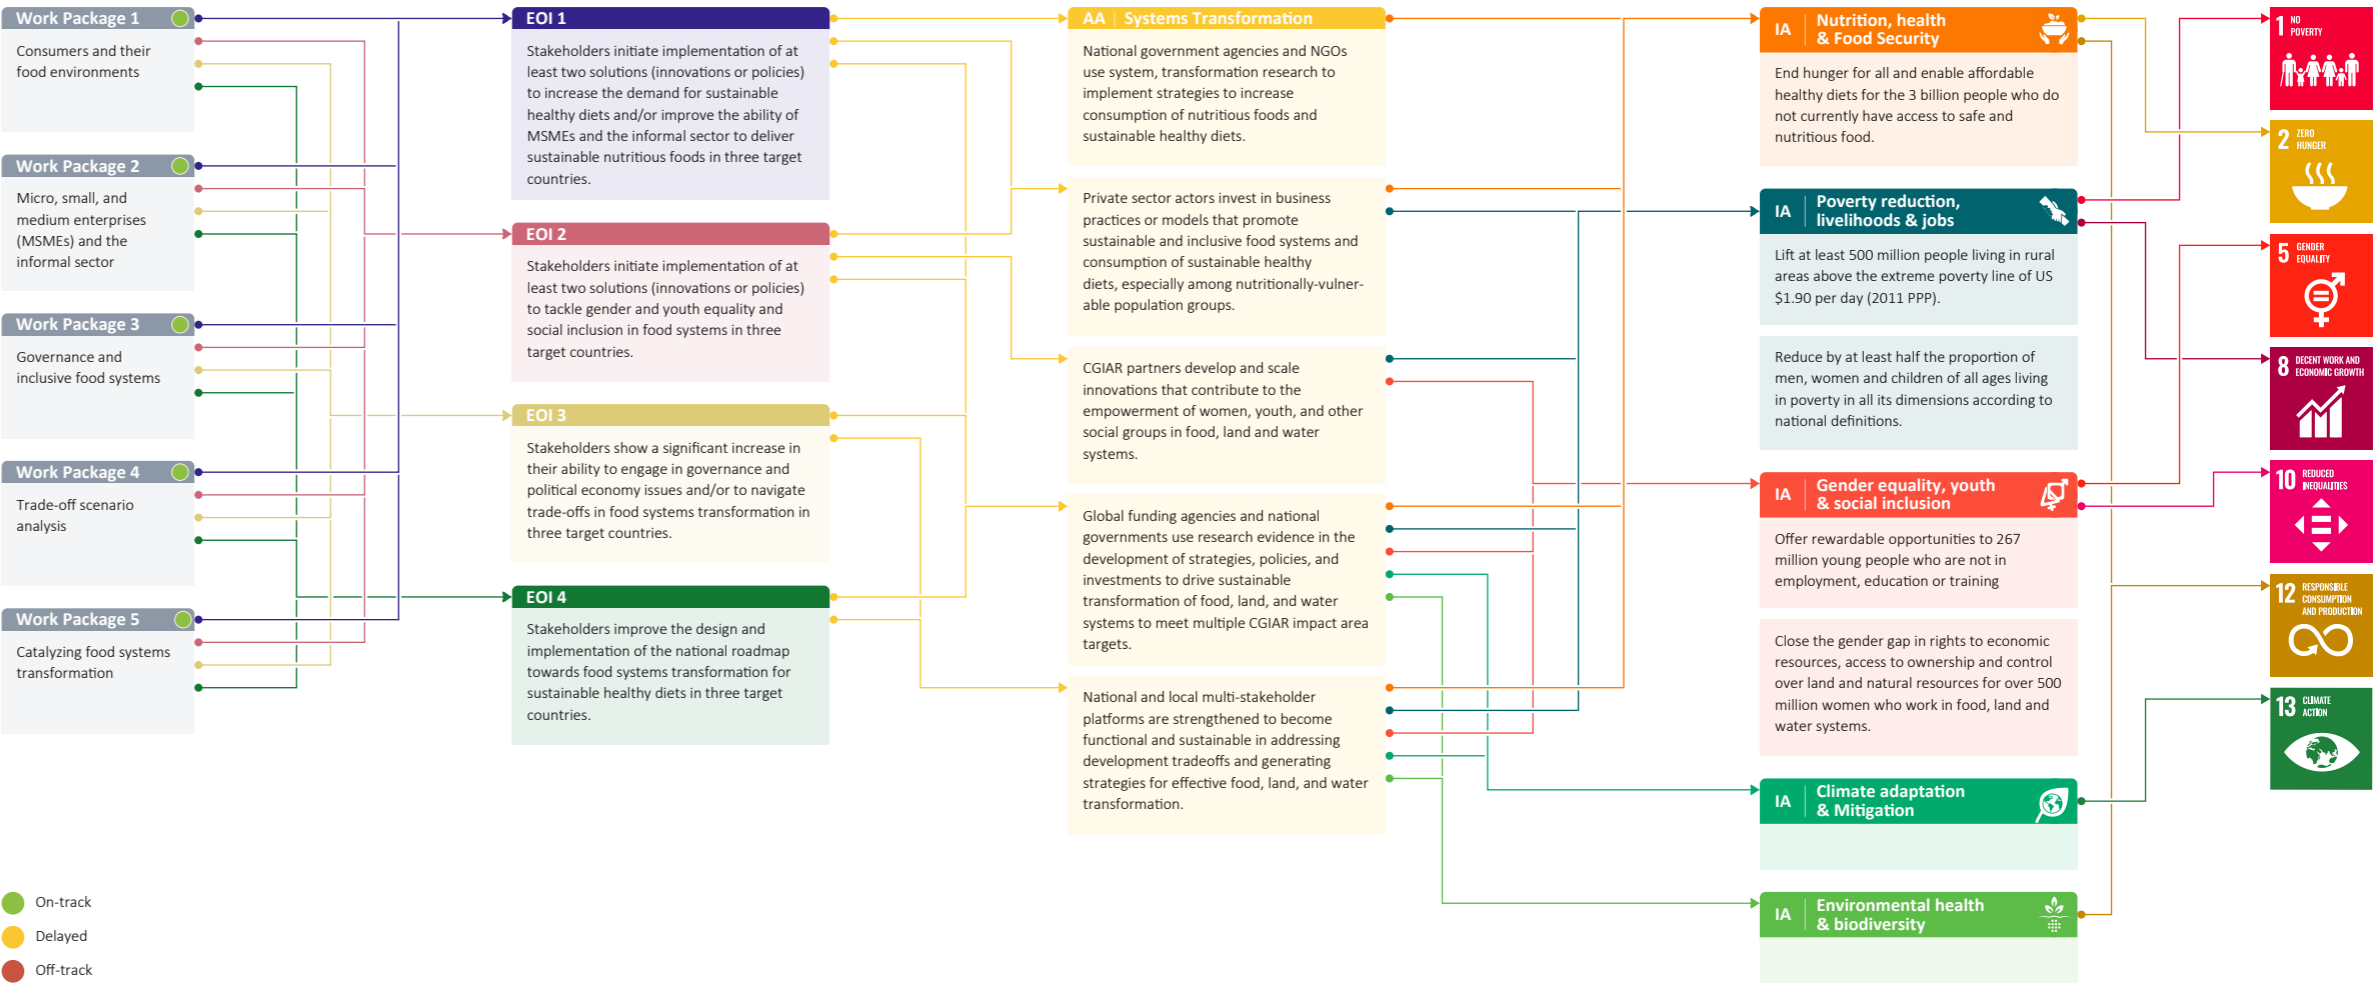 Work Package 1
Consumers and their
food environments
Work Package 2
Micro, small, and
medium enterprises
(MSMEs) and the
informal sector
Work Package 3
Governance and
inclusive food systems
Work Package 4
Trade-off scenario
analysis
Work Package 5
Catalyzing food systems
transformation
On-track
Delayed
Off-track
EOI 1
Stakeholders initiate implementation of at
least two solutions (innovations or policies)
to increase the demand for sustainable
healthy diets and/or improve the ability of
MSMEs and the informal sector to deliver
sustainable nutritious foods in three target
countries.
EOI 2
Stakeholders initiate implementation of at
least two solutions (innovations or policies)
to tackle gender and youth equality and
social inclusion in food systems in three
target countries.
EOI 3
Stakeholders show a significant increase in
their ability to engage in governance and
political economy issues and/or to navigate
trade-offs in food systems transformation in
three target countries.
EOI 4
Stakeholders improve the design and
implementation of the national roadmap
towards food systems transformation for
sustainable healthy diets in three target
countries.
AA | Systems Transformation
National government agencies and NGOs
use system, transformation research to
implement strategies to increase
consumption of nutritious foods and
sustainable healthy diets.
Private sector actors invest in business
practices or models that promote
sustainable and inclusive food systems and
consumption of sustainable healthy
diets, especially among nutritionally-vulner-
able population groups.
CGIAR partners develop and scale
innovations that contribute to the
empowerment of women, youth, and other
social groups in food, land and water
systems.
Global funding agencies and national
governments use research evidence in the
development of strategies, policies, and
investments to drive sustainable
transformation of food, land, and water
systems to meet multiple CGIAR impact area
targets.
National and local multi-stakeholder
platforms are strengthened to become
functional and sustainable in addressing
development tradeoffs and generating
strategies for effective food, land, and water
transformation.
IA Nutrition, health
& Food Security
End hunger for all and enable affordable
healthy diets for the 3 billion people who do
not currently have access to safe and
nutritious food.
IA Poverty reduction,
livelihoods & jobs
Lift at least 500 million people living in rural
areas above the extreme poverty line of US
$1.90 per day (2011 PPP).
Reduce by at least half the proportion of
men, women and children of all ages living
in poverty in all its dimensions according to
national definitions.
IA Gender equality, youth
& social inclusion
Offer rewardable opportunities to 267
million young people who are not in
employment, education or training
Close the gender gap in rights to economic
resources, access to ownership and control
over land and natural resources for over 500
million women who work in food, land and
water systems.
IA Climate adaptation
& Mitigation
IA Environmental health
& biodiversity
1 NO
POVERTY
2 ZERO
HUNGER
5 GENDER
EQUALITY
8 DECENT WORK AND
ECONOMIC GROWTH
10 REDUCED
INEQUALITIES
12 RESPONSIBLE
CONSUMPTION
AND PRODUCTION
13 CLIMATE
ACTION